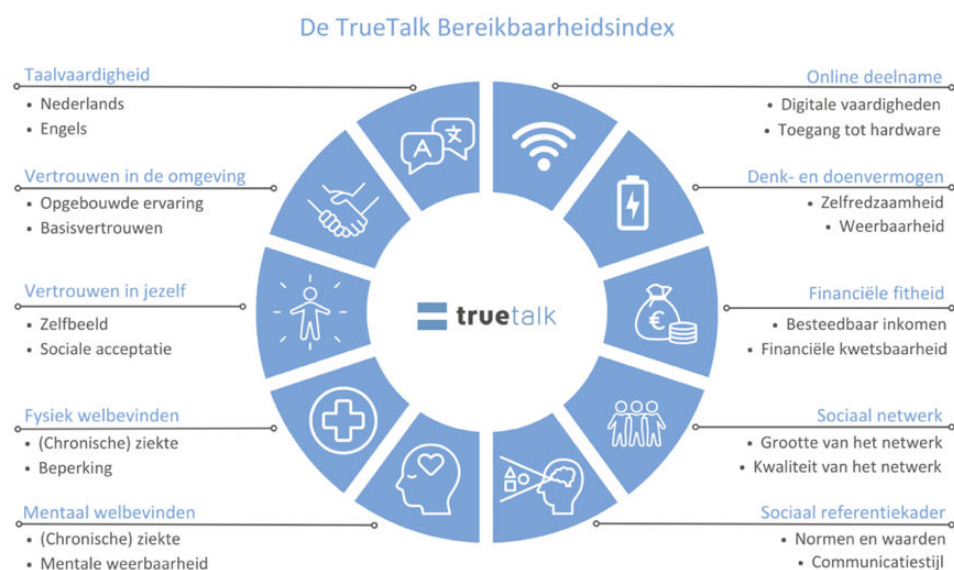 De TrueTalk Bereikbaarheidsindex
Taalvaardigheid
• Nederlands
• Engels
Vertrouwen in de omgeving
• Opgebouwde ervaring
• Basisvertrouwen
Vertrouwen in jezelf
• Zelfbeeld
• Sociale acceptatie
Fysiek welbevinden
• (Chronische) ziekte
• Beperking
Mentaal welbevinden
• (Chronische) ziekte
• Mentale weerbaarheid
A 文
€
truetalk
Online deelname
• Digitale vaardigheden
• Toegang tot hardware
Denk- en doenvermogen
• Zelfredzaamheid
• Weerbaarheid
Financiële fitheid
• Besteedbaar inkomen
• Financiële kwetsbaarheid
Sociaal netwerk
• Grootte van het netwerk
• Kwaliteit van het netwerk
Sociaal referentiekader
• Normen en waarden
• Communicatiestijl